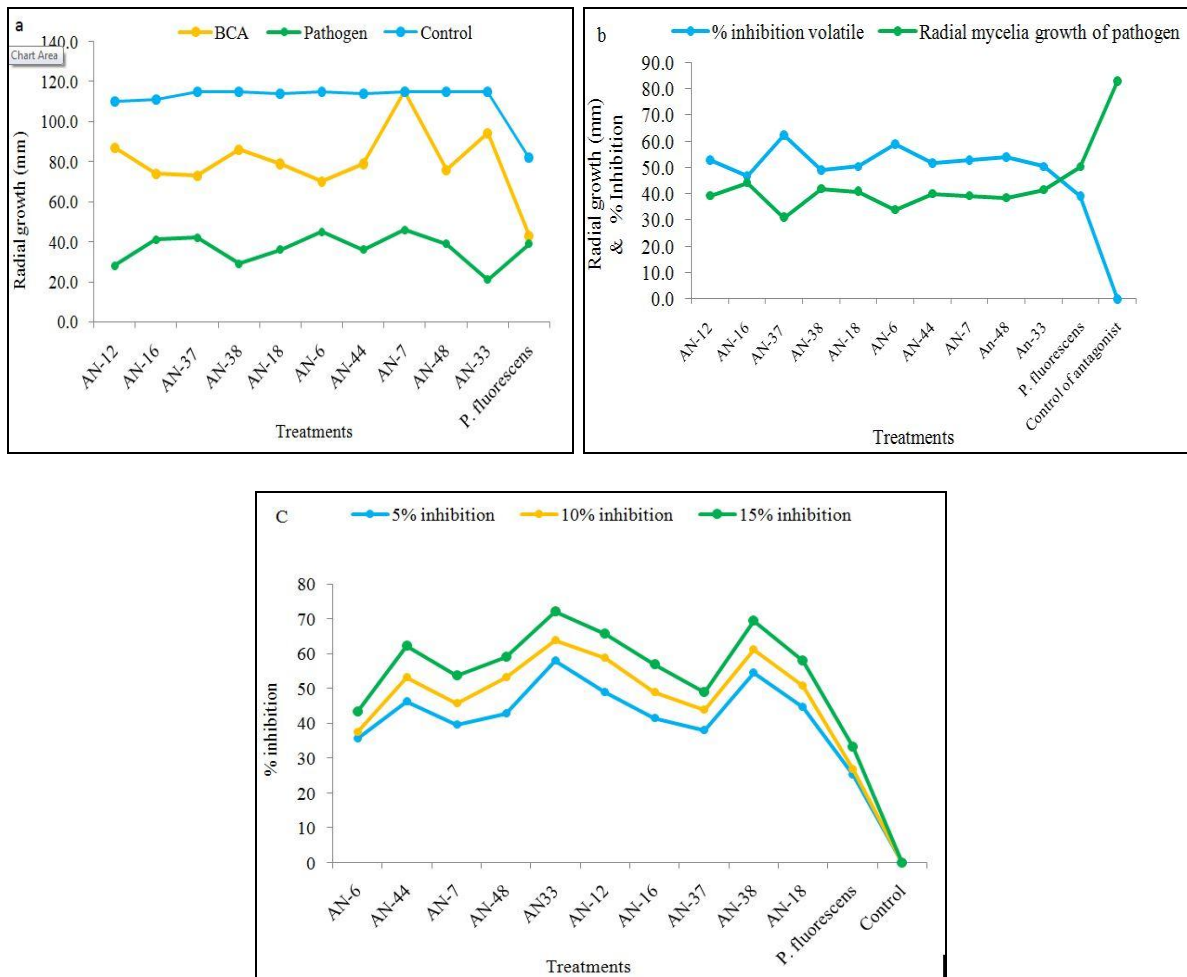 a
BCA
Pathogen
Control
Chart Area
140.0
120.0
100.0
80.0
60.0
40.0
20.0
0.0
Radial growth (mm)
AN-12
AN-16
AN-37
AN-38
AN-18
AN-6
AN-44
AN-7
AN-48
AN-33
P. fluorescens
Treatments
b
% inhibtion volatile
Radial mycelia growth of pathogen
90.0
80.0
70.0
60.0
50.0
40.0
30.0
20.0
10.0
0.0
Radial growth (mm)
& % Inhibition
AN-12
AN-16
AN-37
AN-38
AN-18
AN-6
AN-44
AN-7
An-48
An-33
P. fluorescens
Control of antagonist
Treatments
C
5% inhibition
10% inhibition
15% inhibition
80
70
60
50
40
30
20
10
0
% inhibition
AN-6
AN-44
AN-7
AN-48
AN33
AN-12
AN-16
AN-37
AN-38
AN-18
P. fluorescens
Control
Treatments